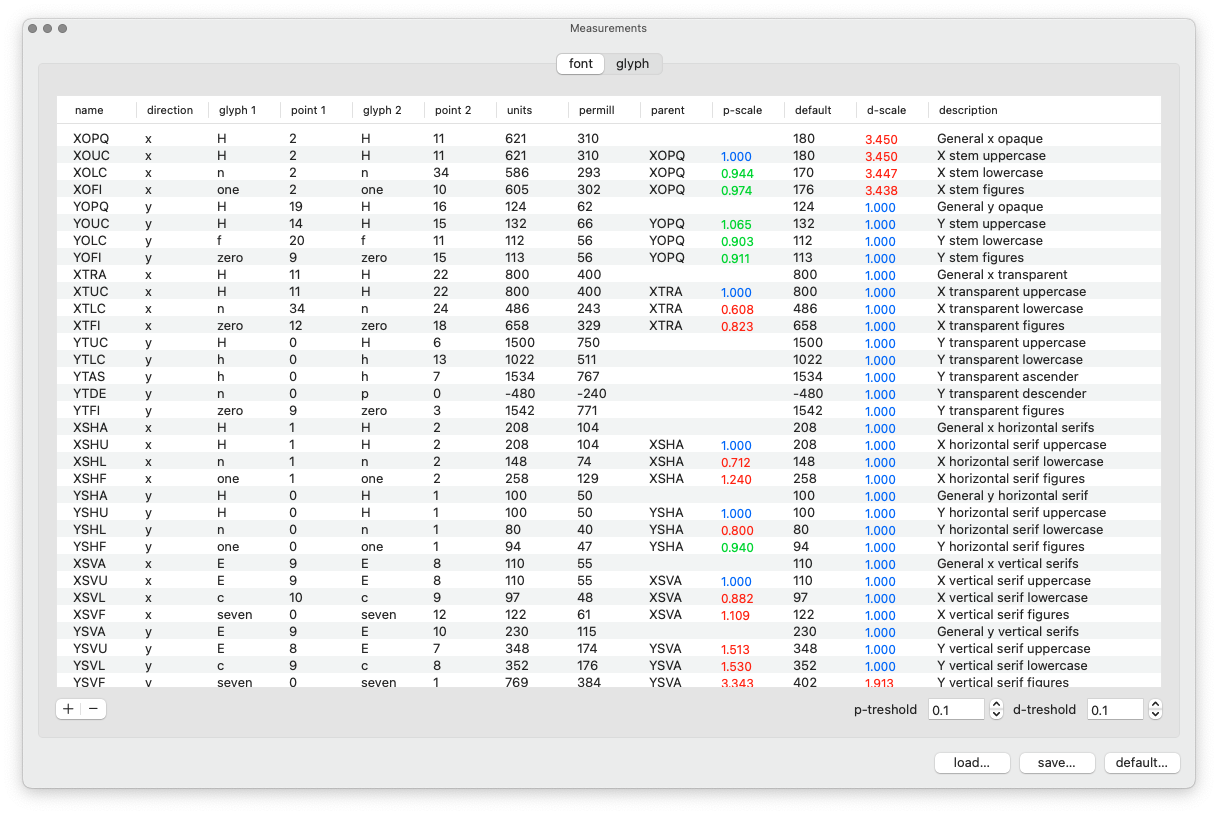 Measurements
font glyph
name direction glyph 1 point 1 glyph 2 point 2 units permill parent p-scale default d-scale description
XOPQ x H 2 H 11 621 310 180 3.450 General x opaque
XOUC x H 2 H 11 621 310 XOPQ 1.000 180 3.450 X stem uppercase
XOLC x n 2 n 34 586 293 XOPQ 0.944 170 3.447 X stem lowercase
XOFI x one 2 one 10 605 302 XOPQ 0.974 176 3.438 X stem figures
YOPQ y H 19 H 16 124 62 124 1.000 General y opaque
YOUC y H 14 H 15 132 66 YOPQ 1.065 132 1.000 Y stem uppercase
YOLC y f 20 f 11 112 56 YOPQ 0.903 112 1.000 Y stem lowercase
YOFI y zero 9 zero 15 113 56 YOPQ 0.911 113 1.000 Y stem figures
XTRA x H 11 H 22 800 400 800 1.000 General x transparent
XTUC x H 11 H 22 800 400 XTRA 1.000 800 1.000 X transparent uppercase
XTLC x n 34 n 24 486 243 XTRA 0.608 486 1.000 X transparent lowercase
XTFI x zero 12 zero 18 658 329 XTRA 0.823 658 1.000 X transparent figures
YTUC y H 0 H 6 1500 750 1500 1.000 Y transparent uppercase
YTLC y h 0 h 13 1022 511 1022 1.000 Y transparent lowercase
YTAS y h 0 h 7 1534 767 1534 1.000 Y transparent ascender
YTDE y n 0 p 0 -480 -240 -480 1.000 Y transparent descender
YTFI y zero 9 zero 3 1542 771 1542 1.000 Y transparent figures
XSHA x H 1 H 2 208 104 208 1.000 General x horizontal serifs
XSHU x H 1 H 2 208 104 XSHA 1.000 208 1.000 X horizontal serif uppercase
XSHL x n 1 n 2 148 74 XSHA 0.712 148 1.000 X horizontal serif lowercase
XSHF x one 1 one 2 258 129 XSHA 1.240 258 1.000 X horizontal serif figures
YSHA y H 0 H 1 100 50 100 1.000 General y horizontal serif
YSHU y H 0 H 1 100 50 YSHA 1.000 100 1.000 Y horizontal serif uppercase
YSHL y n 0 n 1 80 40 YSHA 0.800 80 1.000 Y horizontal serif lowercase
YSHF y one 0 one 1 94 47 YSHA 0.940 94 1.000 Y horizontal serif figures
XSVA x E 9 E 8 110 55 110 1.000 General x vertical serifs
XSVU x E 9 E 8 110 55 XSVA 1.000 110 1.000 X vertical serif uppercase
XSVL x c 10 c 9 97 48 XSVA 0.882 97 1.000 X vertical serif lowercase
XSVF x seven 0 seven 12 122 61 XSVA 1.109 122 1.000 X vertical serif figures
YSVA y E 9 E 10 230 115 230 1.000 General y vertical serifs
YSVU y E 8 E 7 348 174 YSVA 1.513 348 1.000 Y vertical serif uppercase
YSVL y c 9 c 8 352 176 YSVA 1.530 352 1.000 Y vertical serif lowercase
YSVF y seven 0 seven 1 769 384 YSVA 3.343 402 1.913 Y vertical serif figures
+ − p-treshold 0.1 d-treshold 0.1
load... save... default...